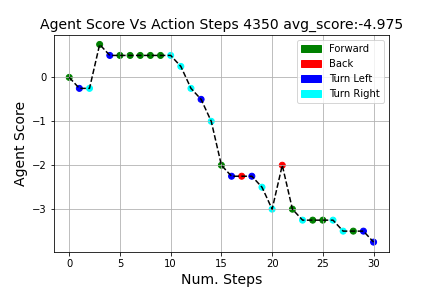 Agent Score Vs Action Steps 4350 avg_score:-4.975
Forward
Back
Turn Left
Turn Right
Agent Score
0
−1
−2
−3
0 5 10 15 20 25 30
Num. Steps